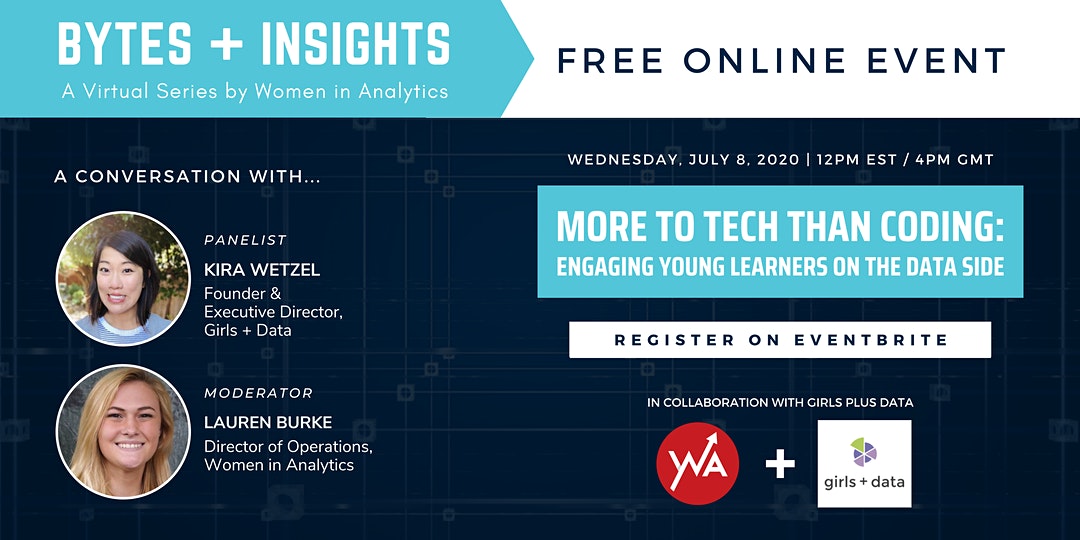 BYTES + INSIGHTS
A Virtual Series by Women in Analytics
FREE ONLINE EVENT
A CONVERSATION WITH...
PANELIST
KIRA WETZEL
Founder &
Executive Director,
Girls + Data
MODERATOR
LAUREN BURKE
Director of Operations,
Women in Analytics
WEDNESDAY, JULY 8, 2020 | 12PM EST / 4PM GMT
MORE TO TECH THAN CODING:
ENGAGING YOUNG LEARNERS ON THE DATA SIDE
REGISTER ON EVENTBRITE
IN COLLABORATION WITH GIRLS PLUS DATA
WA
+
girls + data